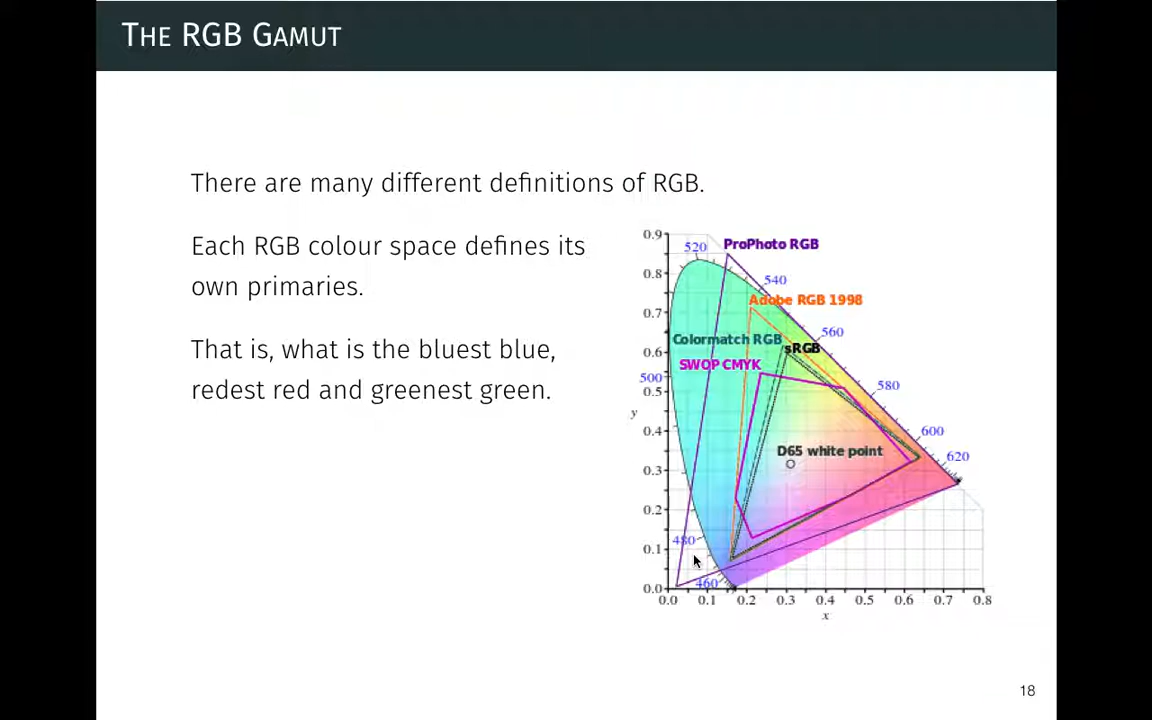 THE RGB GAMUT
There are many different definitions of RGB.
Each RGB colour space defines its
own primaries.
That is, what is the bluest blue,
redest red and greenest green.
0.9
520
ProPhoto RGB
0.8
540
0.7
Adobe RGB 1998
560
0.6
Colormatch RGB
sRGB
SWOP CMYK
500
580
0.5
y
0.4
600
D65 white point
620
0.3
0.2
0.1
480
0.0
460
0.0 0.1 0.2 0.3 0.4 0.5 0.6 0.7 0.8
x
18